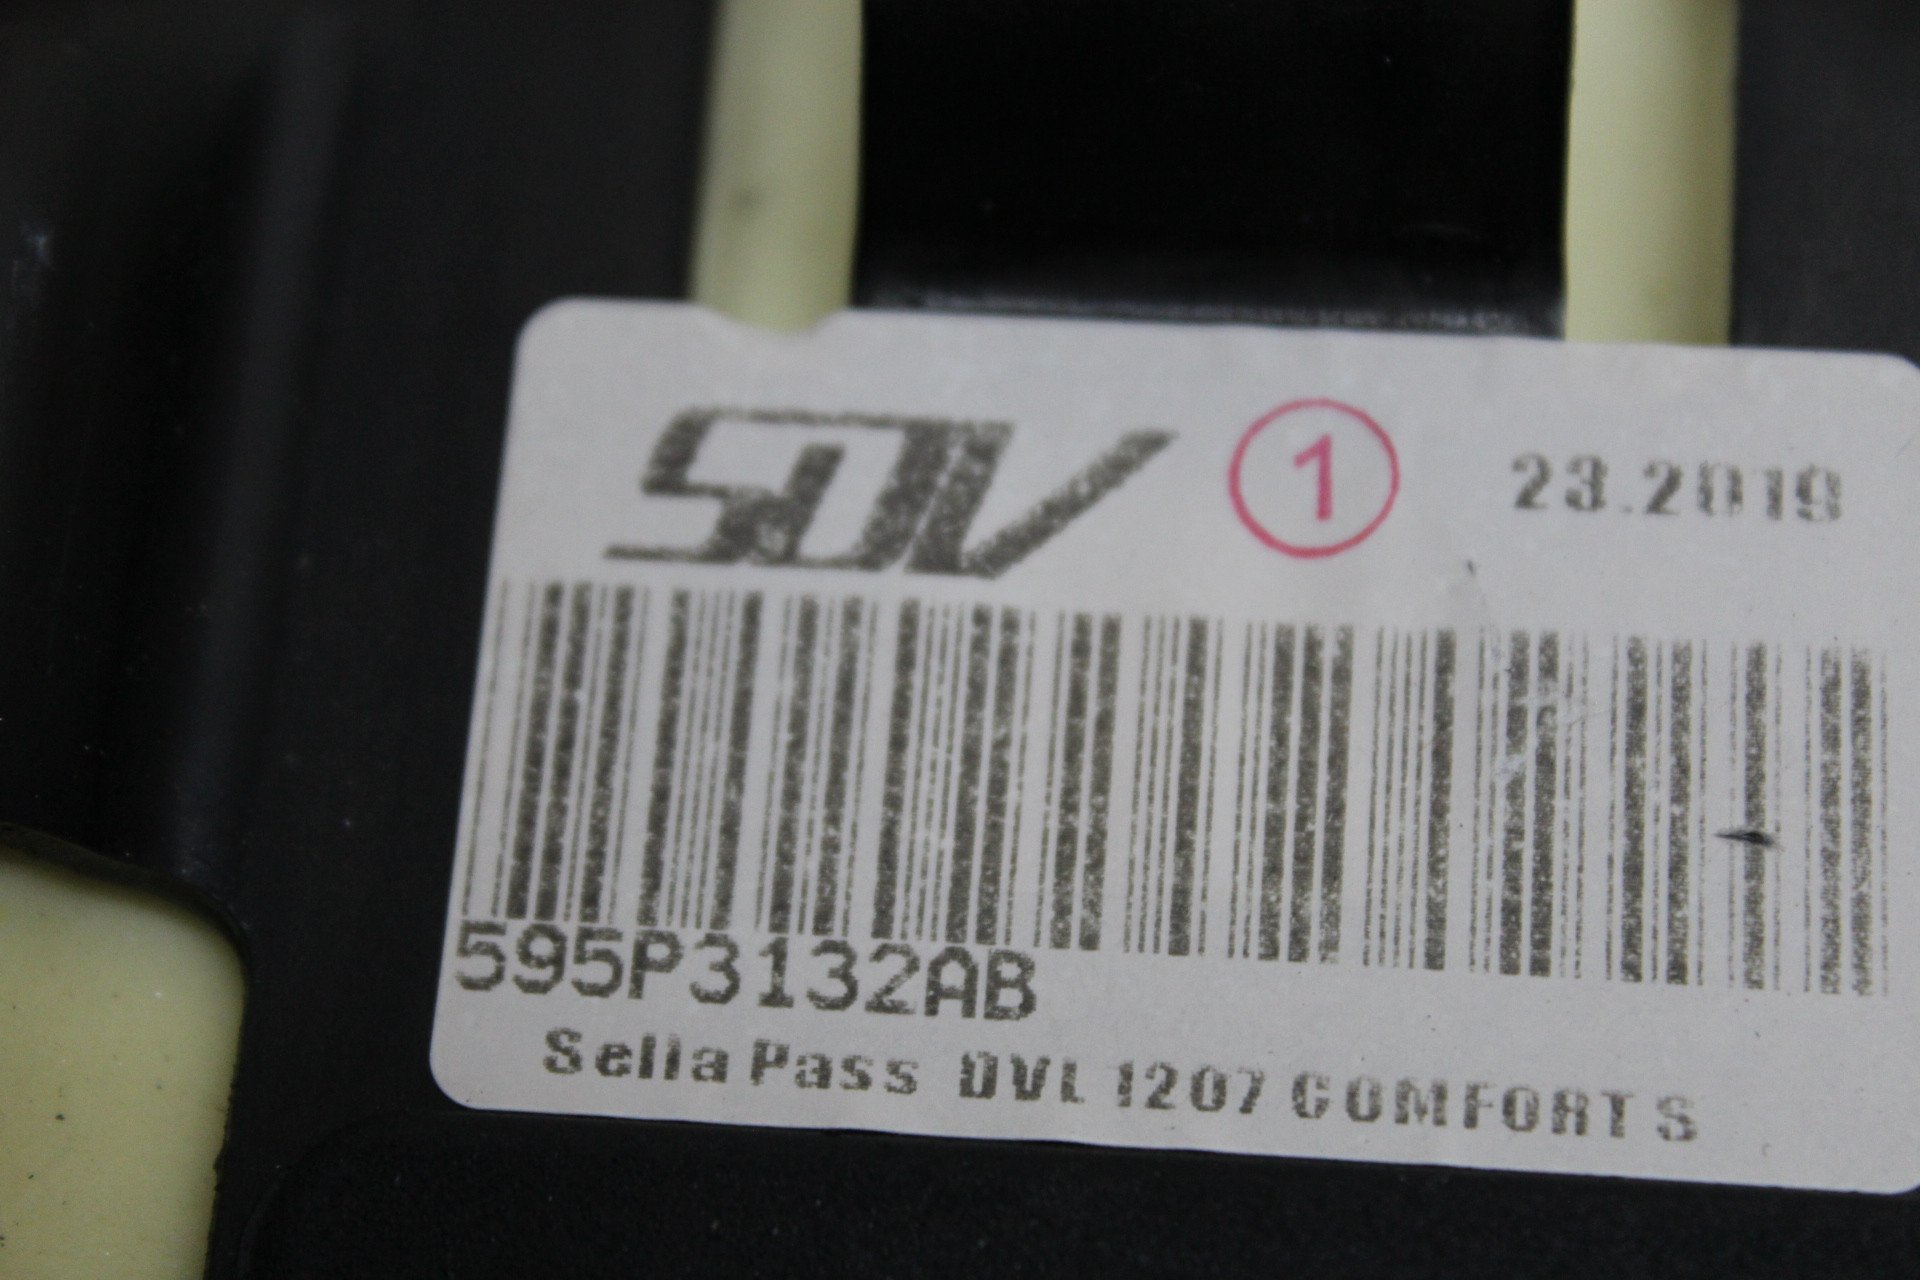 SDV 1 23.2019
595P3132AB
Sella Pass DVL 1207 COMFORT S